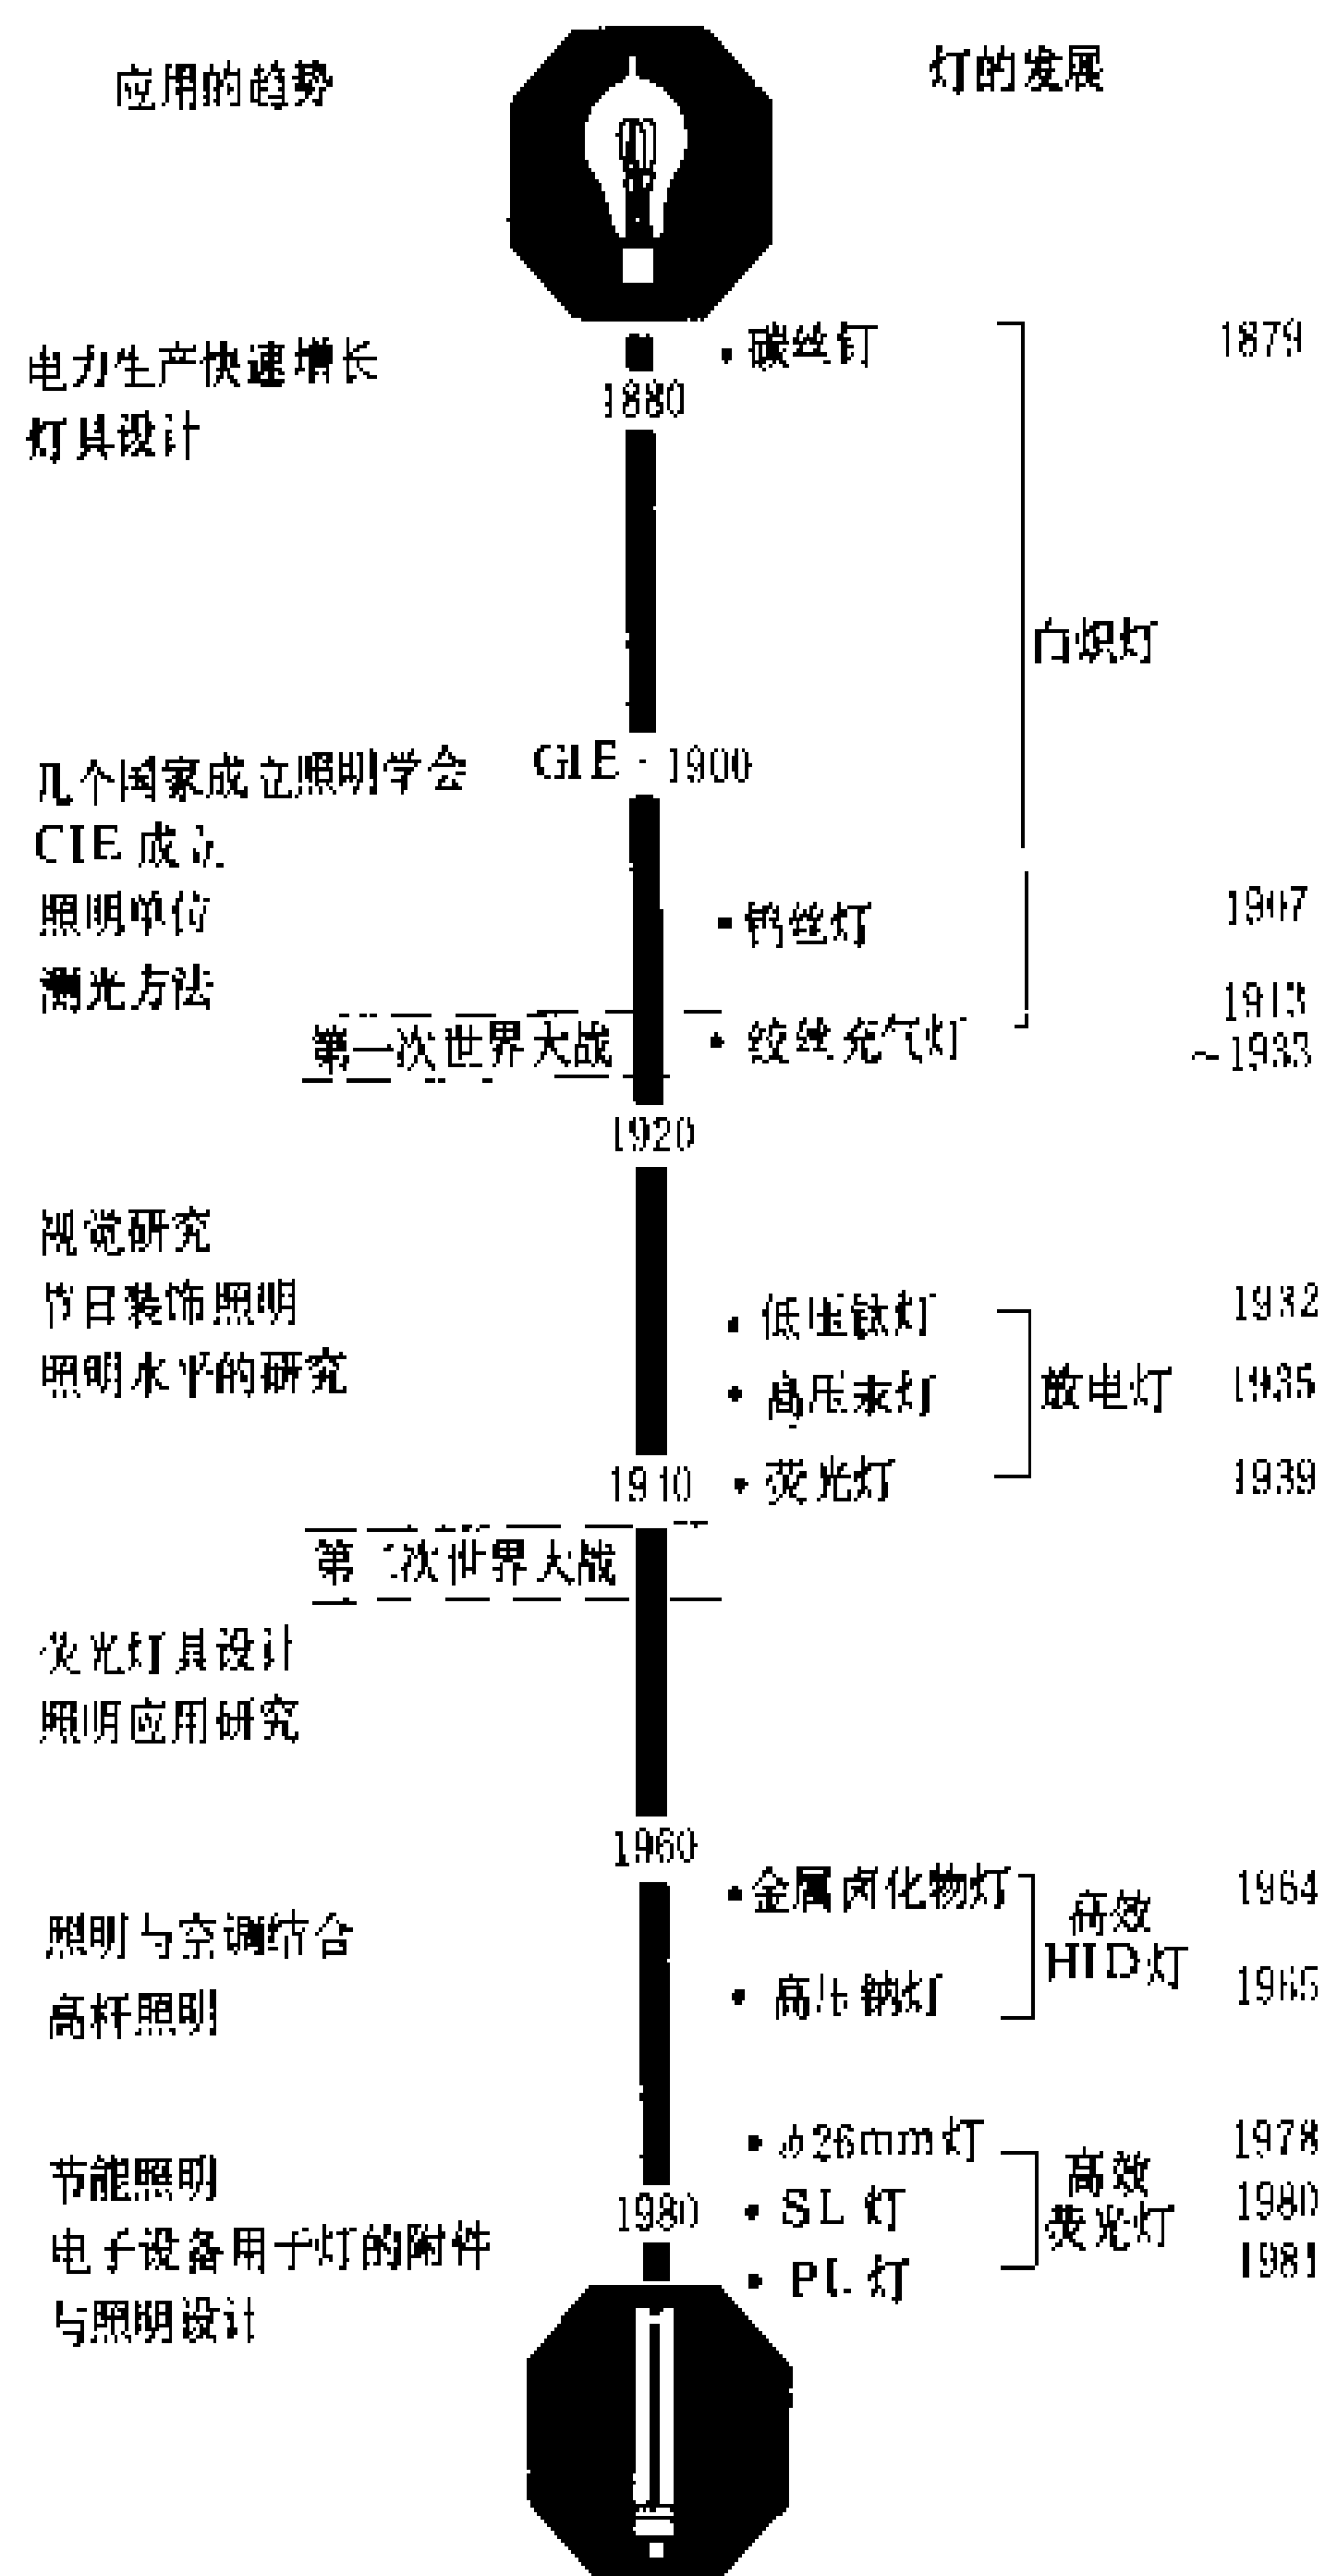 应用的趋势
灯的发展
电力生产快速增长
灯具设计
1880
碳丝灯
1879
白炽灯
几个国家成立照明学会
CIE 成立
照明单位
测光方法
GIE - 1900
钨丝灯
1907
第一次世界大战
绞丝充气灯
1913
~1933
1920
视觉研究
节日装饰照明
照明水平的研究
低压钛灯
1932
高压汞灯
放电灯
1935
荧光灯
1939
1940
第二次世界大战
荧光灯具设计
照明应用研究
1960
金属卤化物灯
1964
高效
HID灯
高压钠灯
1965
照明与空调结合
高杆照明
φ26mm灯
1978
高效
荧光灯
SL 灯
1980
PL 灯
1981
1980
节能照明
电子设备用于灯的附件
与照明设计